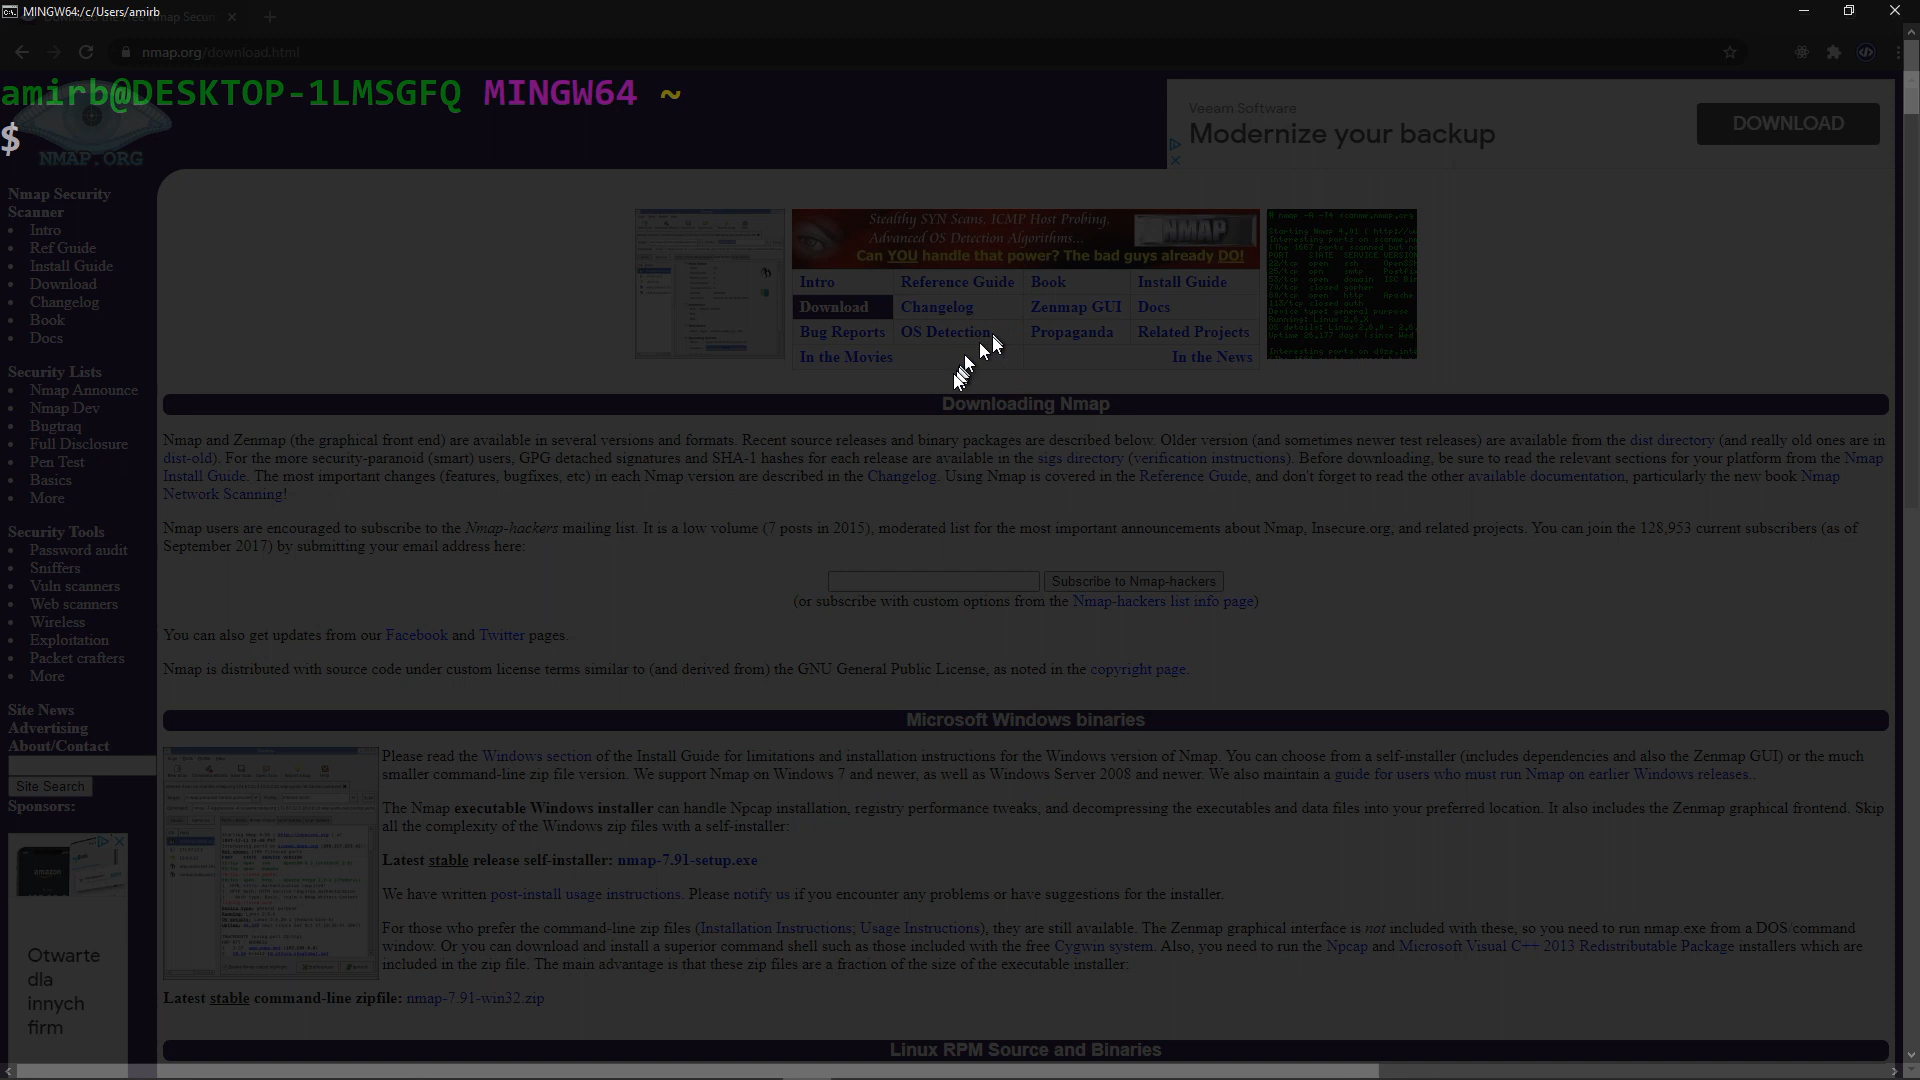 MINGW64:/c/Users/amirb
nmap.org/download.html
amirb@DESKTOP-1LMSGFQ MINGW64 ~
$
NMAP.ORG
Veeam Software
Modernize your backup
DOWNLOAD
Nmap Security
Scanner
Intro
Ref Guide
Install Guide
Download
Changelog
Book
Docs
Security Lists
Nmap Announce
Nmap Dev
Bugtraq
Full Disclosure
Pen Test
Basics
More
Security Tools
Password audit
Sniffers
Vuln scanners
Web scanners
Wireless
Exploitation
Packet crafters
More
Site News
Advertising
About/Contact
Site Search
Sponsors:
Otwarte
dla
innych
firm
Stealthy SYN Scans, ICMP Host Probing,
Advanced OS Detection Algorithms...
Can YOU handle that power? The bad guys already DO!
NMAP
Intro Reference Guide Book Install Guide
Download Changelog Zenmap GUI Docs
Bug Reports OS Detection Propaganda Related Projects
In the Movies In the News
Downloading Nmap
Nmap and Zenmap (the graphical front end) are available in several versions and formats. Recent source releases and binary packages are described below. Older version (and sometimes newer test releases) are available from the dist directory (and really old ones are in
dist-old). For the more security-paranoid (smart) users, GPG detached signatures and SHA-1 hashes for each release are available in the sigs directory (verification instructions). Before downloading, be sure to read the relevant sections for your platform from the Nmap
Install Guide. The most important changes (features, bugfixes, etc) in each Nmap version are described in the Changelog. Using Nmap is covered in the Reference Guide, and don't forget to read the other available documentation, particularly the new book Nmap
Network Scanning!
Nmap users are encouraged to subscribe to the Nmap-hackers mailing list. It is a low volume (7 posts in 2015), moderated list for the most important announcements about Nmap, Insecure.org, and related projects. You can join the 128,953 current subscribers (as of
September 2017) by submitting your email address here:
Subscribe to Nmap-hackers
(or subscribe with custom options from the Nmap-hackers list info page)
You can also get updates from our Facebook and Twitter pages.
Nmap is distributed with source code under custom license terms similar to (and derived from) the GNU General Public License, as noted in the copyright page.
Microsoft Windows binaries
Please read the Windows section of the Install Guide for limitations and installation instructions for the Windows version of Nmap. You can choose from a self-installer (includes dependencies and also the Zenmap GUI) or the much
smaller command-line zip file version. We support Nmap on Windows 7 and newer, as well as Windows Server 2008 and newer. We also maintain a guide for users who must run Nmap on earlier Windows releases..
The Nmap executable Windows installer can handle Npcap installation, registry performance tweaks, and decompressing the executables and data files into your preferred location. It also includes the Zenmap graphical frontend. Skip
all the complexity of the Windows zip files with a self-installer:
Latest stable release self-installer: nmap-7.91-setup.exe
We have written post-install usage instructions. Please notify us if you encounter any problems or have suggestions for the installer.
For those who prefer the command-line zip files (Installation Instructions; Usage Instructions), they are still available. The Zenmap graphical interface is not included with these, so you need to run nmap.exe from a DOS/command
window. Or you can download and install a superior command shell such as those included with the free Cygwin system. Also, you need to run the Npcap and Microsoft Visual C++ 2013 Redistributable Package installers which are
included in the zip file. The main advantage is that these zip files are a fraction of the size of the executable installer:
Latest stable command-line zipfile: nmap-7.91-win32.zip
Linux RPM Source and Binaries